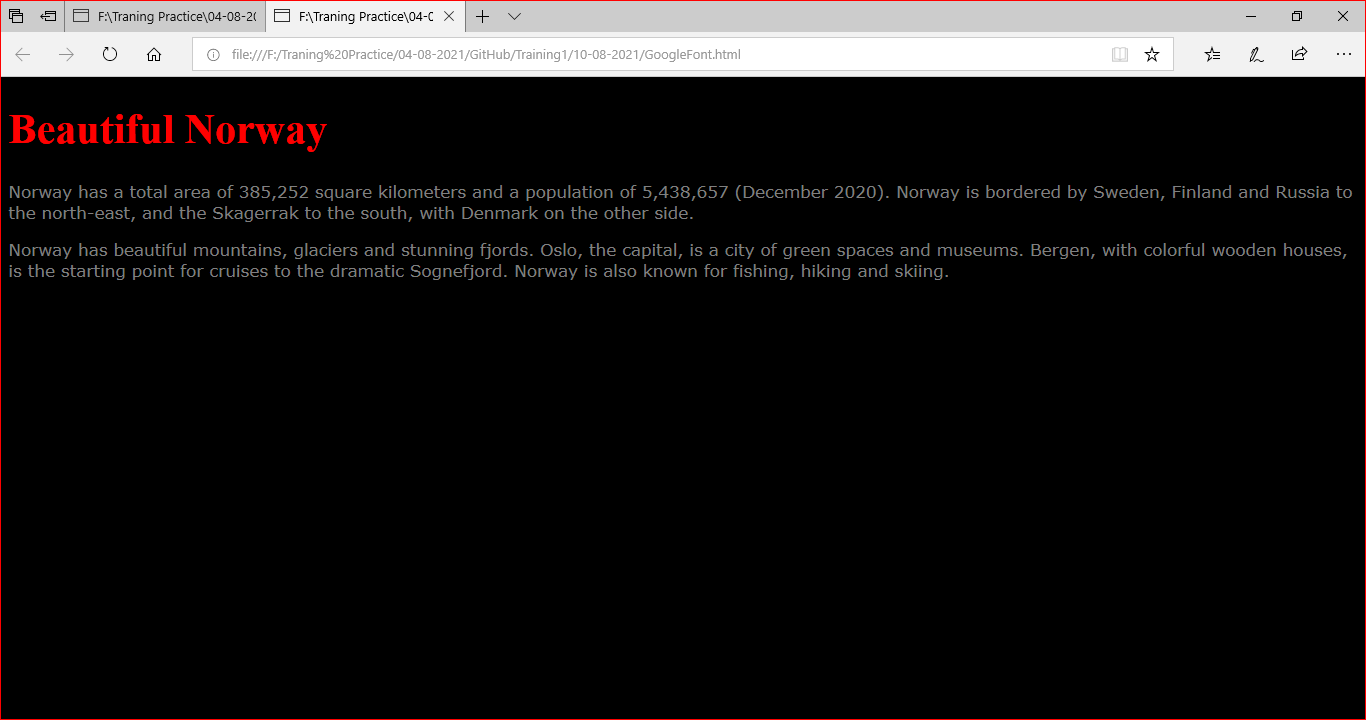 F:\Traning Practice\04-08-20 F:\Traning Practice\04-0
file:///F:/Traning%20Practice/04-08-2021/GitHub/Training1/10-08-2021/GoogleFont.html
Beautiful Norway
Norway has a total area of 385,252 square kilometers and a population of 5,438,657 (December 2020). Norway is bordered by Sweden, Finland and Russia to
the north-east, and the Skagerrak to the south, with Denmark on the other side.
Norway has beautiful mountains, glaciers and stunning fjords. Oslo, the capital, is a city of green spaces and museums. Bergen, with colorful wooden houses,
is the starting point for cruises to the dramatic Sognefjord. Norway is also known for fishing, hiking and skiing.